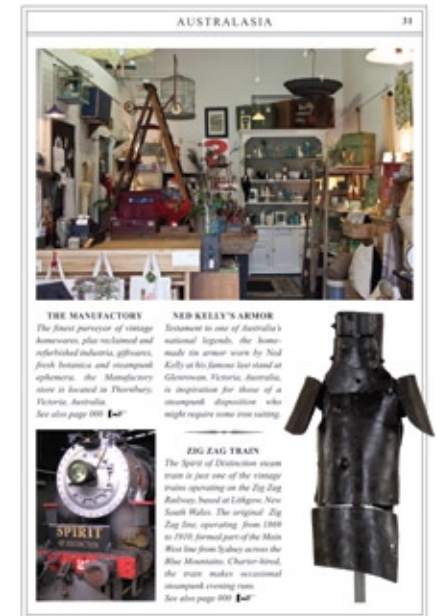 AUSTRALASIA
31
THE MANUFACTORY
The finest purveyor of vintage
homewares, plus reclaimed and
refurbished industria, giftwares,
fresh botanica and steampunk
ephemera, the Manufactory
store is located in Thornbury,
Victoria, Australia.
See also page 000
NED KELLY'S ARMOR
Testament to one of Australia's
national legends, the home-
made tin armor worn by Ned
Kelly at his famous last stand at
Glenrowan, Victoria, Australia,
is inspiration for those of a
steampunk disposition who
might require some iron suiting.
ZIG ZAG TRAIN
The Spirit of Distinction steam
train is just one of the vintage
trains operating on the Zig Zag
Railway, based at Lithgow, New
South Wales. The original Zig
Zag line, operating from 1869
to 1910, formed part of the Main
West line from Sydney across the
Blue Mountains. Charter-hired,
the train makes occasional
steampunk evening runs.
See also page 000
SPIRIT
OF DISTINCTION